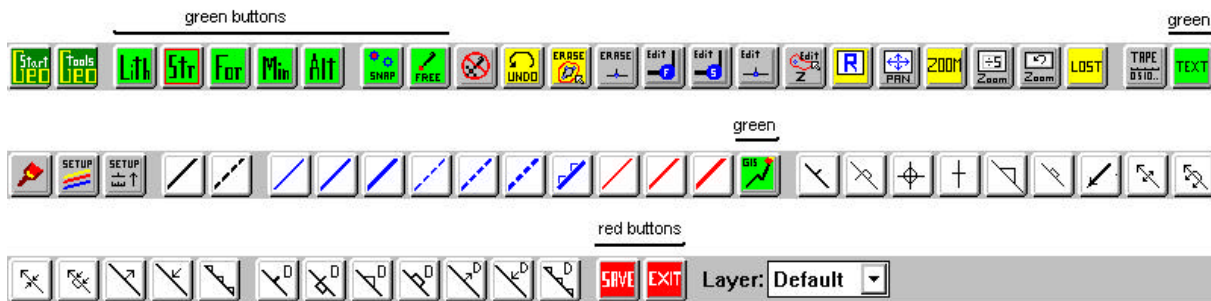 green buttons
green
Start Geo Tools Geo Lith Str For Min Alt SNAP FREE UNDO ERASE ERASE Edit F Edit S Edit Edit Z R PAN ZOOM ÷5 Zoom Zoom LOST TAPE 0510.. TEXT
green
SETUP SETUP GIS
red buttons
D D D D D D D SAVE EXIT Layer: Default